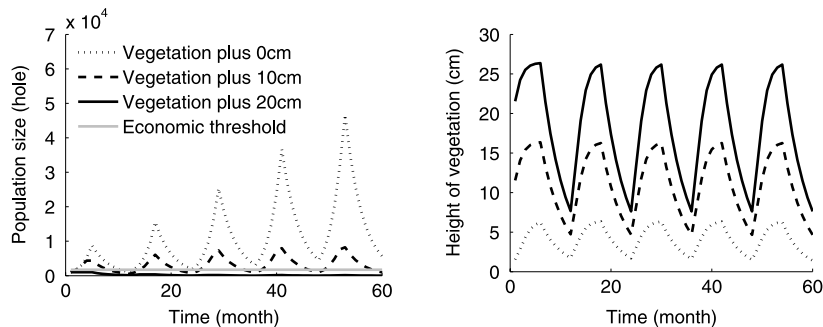 x 10^4
7
6
5
4
3
2
1
0
0
20
40
60
Population size (hole)
Time (month)
Vegetation plus 0cm
Vegetation plus 10cm
Vegetation plus 20cm
Economic threshold
35
30
25
20
15
10
5
0
0
20
40
60
Height of vegetation (cm)
Time (month)